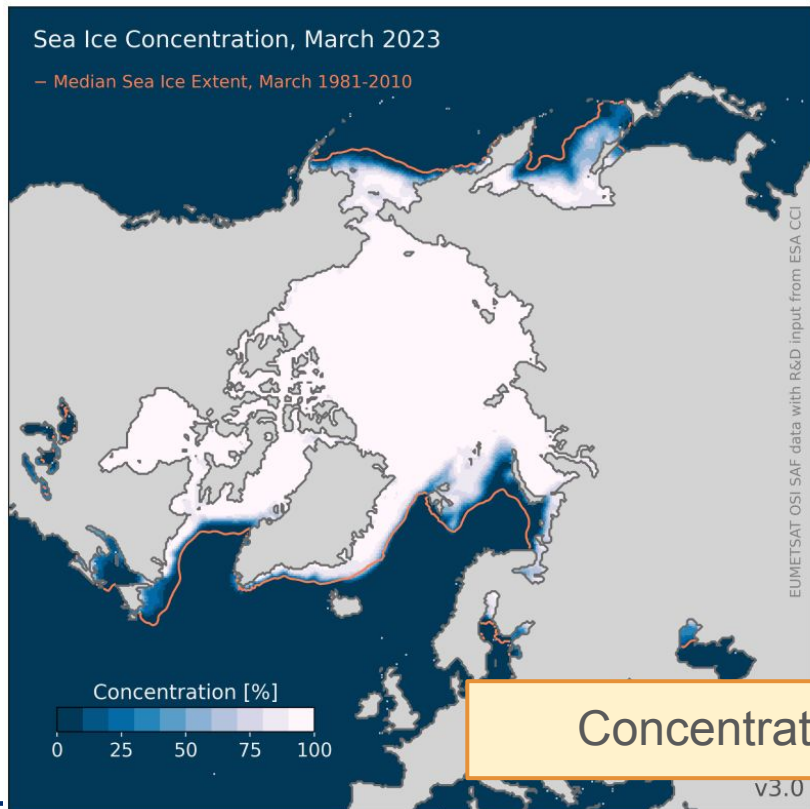 Sea Ice Concentration, March 2023
– Median Sea Ice Extent, March 1981-2010
EUMETSAT OSI SAF data with R&D input from ESA CCI
Concentration [%]
0 25 50 75 100
Concentrat
v3.0